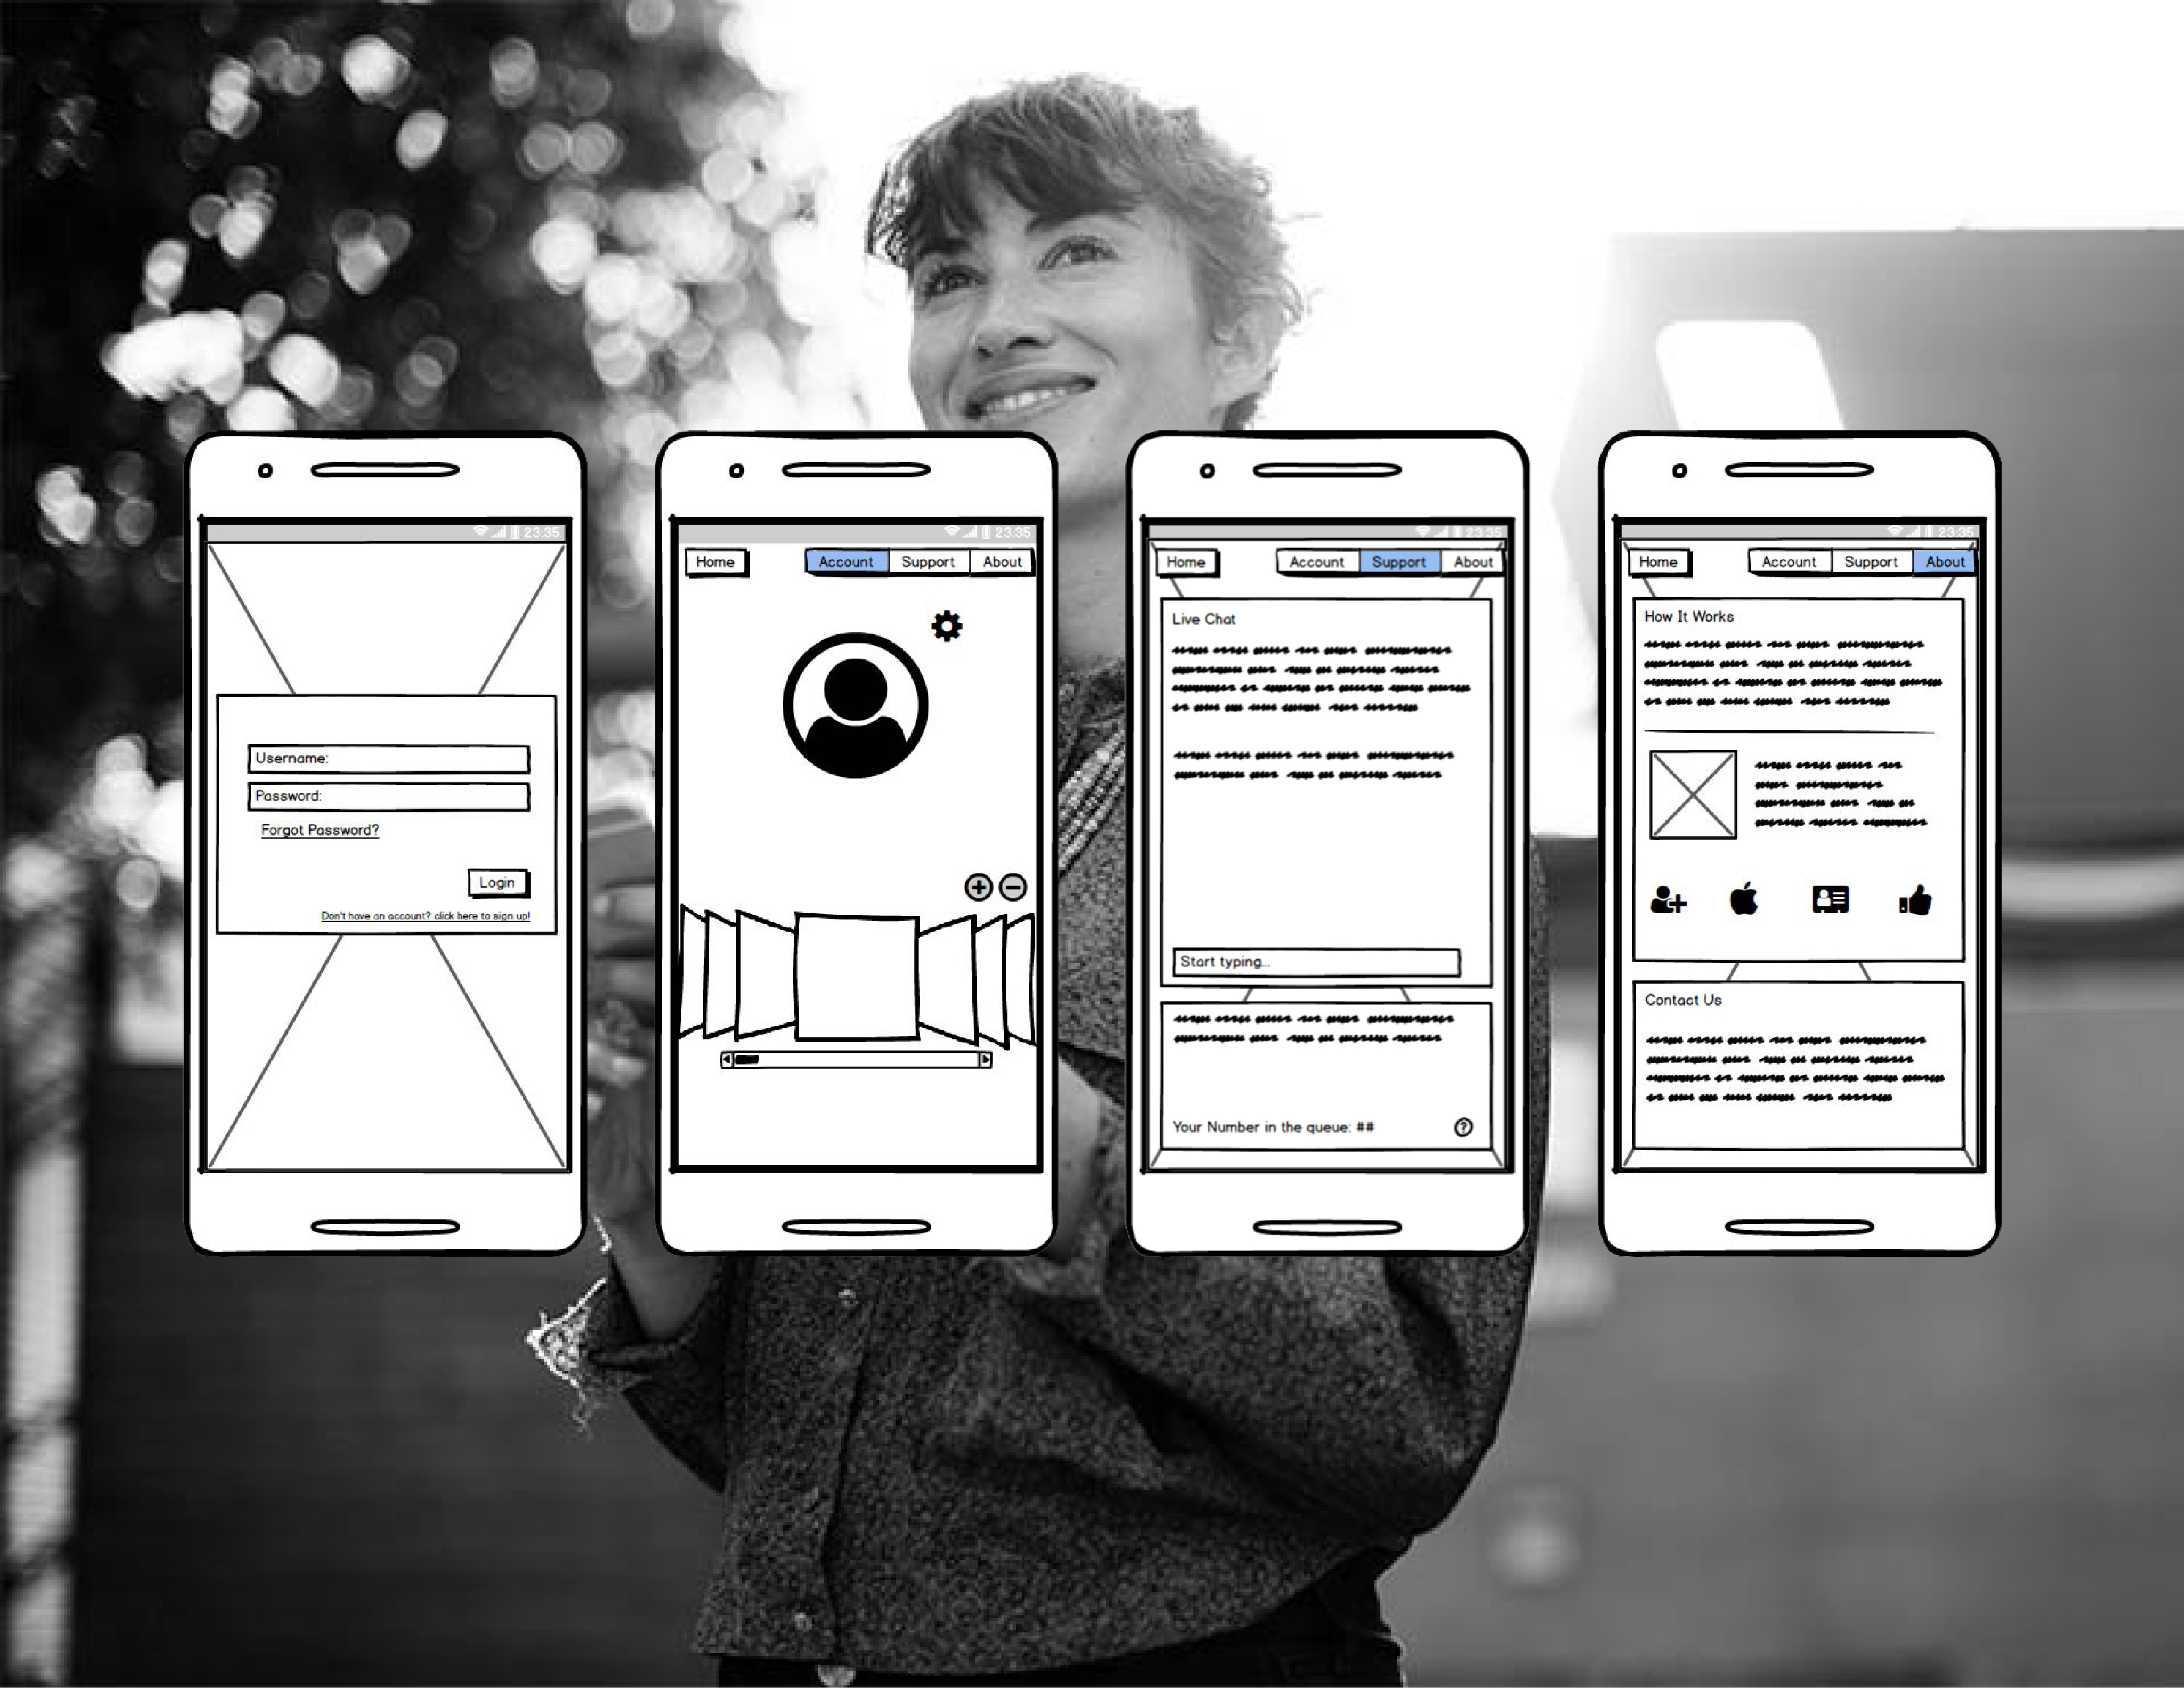 23:35
Username:
Password:
Forgot Password?
Login
Don't have an account? click here to sign up!
23:35
Home Account Support About
23:35
Home Account Support About
Live Chat
Start typing...
Your Number in the queue: ##
?
23:35
Home Account Support About
How It Works
Contact Us